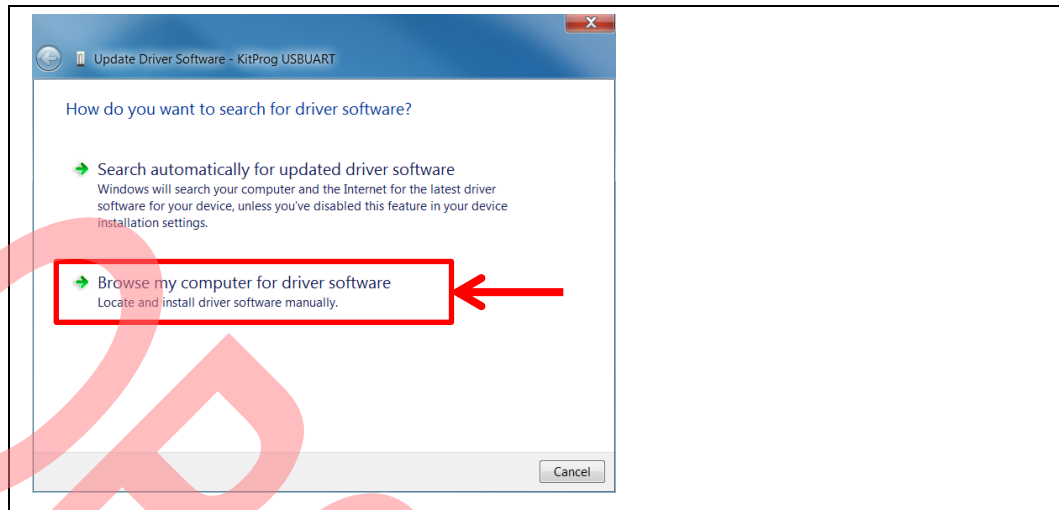 X
Update Driver Software - KitProg USBUART
How do you want to search for driver software?
Search automatically for updated driver software
Windows will search your computer and the Internet for the latest driver
software for your device, unless you've disabled this feature in your device
installation settings.
Browse my computer for driver software
Locate and install driver software manually.
Cancel